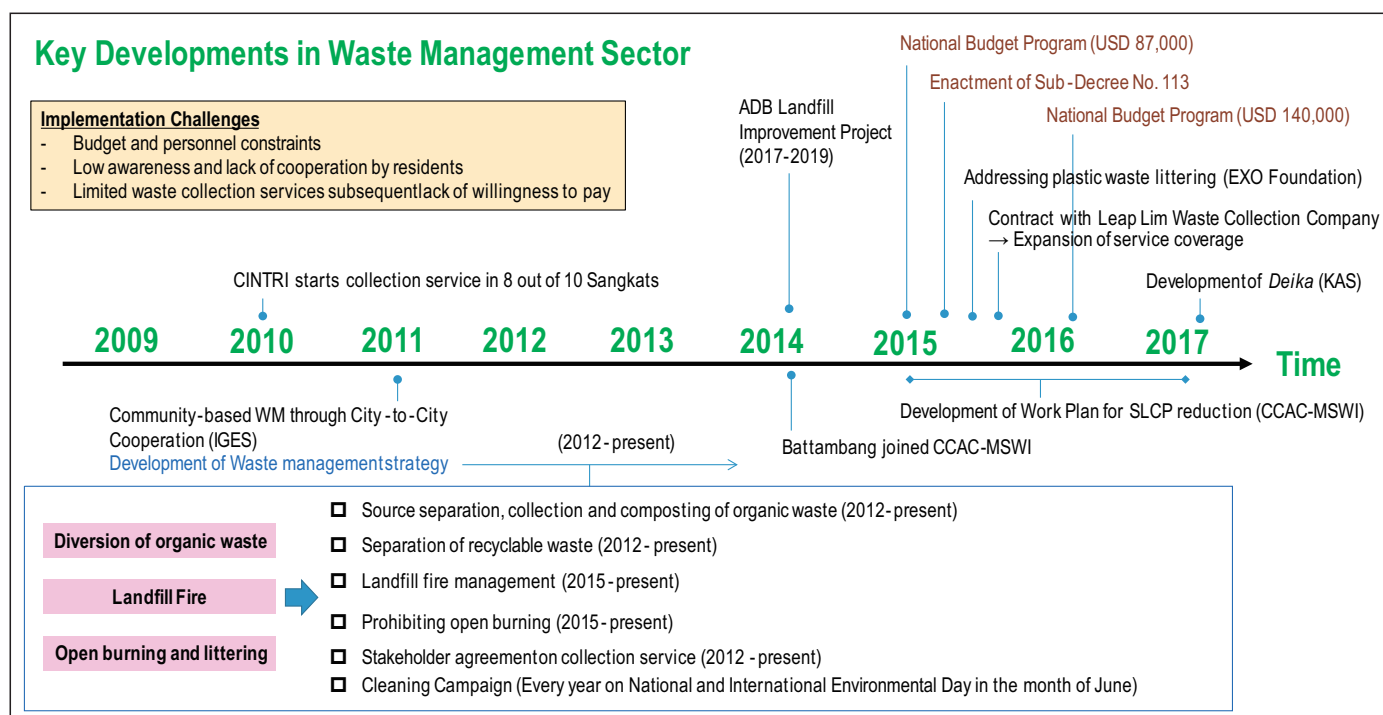 Key Developments in Waste Management Sector
Implementation Challenges
- Budget and personnel constraints
- Low awareness and lack of cooperation by residents
- Limited waste collection services subsequentlack of willingness to pay
National Budget Program (USD 87,000)
Enactment of Sub-Decree No. 113
National Budget Program (USD 140,000)
ADB Landfill
Improvement Project
(2017-2019)
Addressing plastic waste littering (EXO Foundation)
Contract with Leap Lim Waste Collection Company
→ Expansion of service coverage
CINTRI starts collection service in 8 out of 10 Sangkats
Development of Deika (KAS)
2009 2010 2011 2012 2013 2014 2015 2016 2017
Time
Community-based WM through City-to-City
Cooperation (IGES)
Development of Waste managementstrategy
(2012-present)
Battambang joined CCAC-MSWI
Development of Work Plan for SLCP reduction (CCAC-MSWI)
Diversion of organic waste
Landfill Fire
Open burning and littering
Source separation, collection and composting of organic waste (2012-present)
Separation of recyclable waste (2012-present)
Landfill fire management (2015-present)
Prohibiting open burning (2015-present)
Stakeholder agreementon collection service (2012-present)
Cleaning Campaign (Every year on National and International Environmental Day in the month of June)